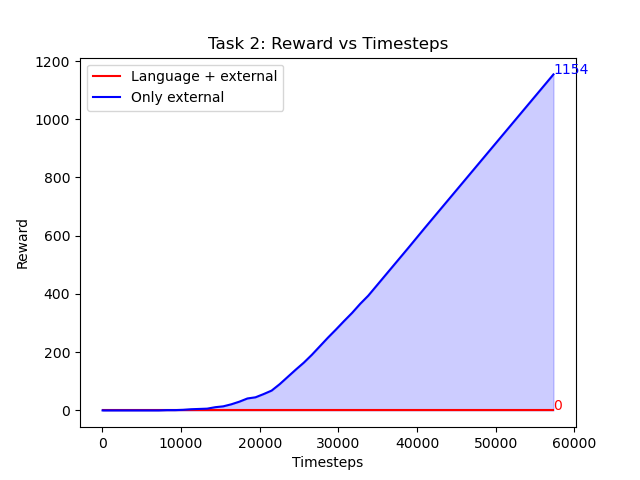 Task 2: Reward vs Timesteps
Language + external
Only external
1154
0
Reward
1200
1000
800
600
400
200
0
0 10000 20000 30000 40000 50000 60000
Timesteps